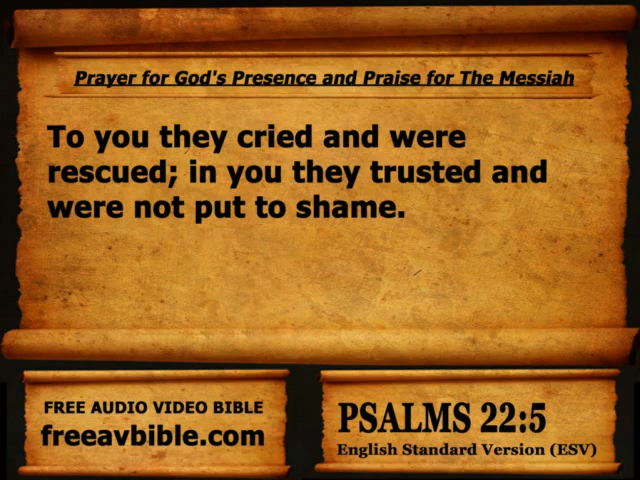 Prayer for God's Presence and Praise for The Messiah
To you they cried and were
rescued; in you they trusted and
were not put to shame.
FREE AUDIO VIDEO BIBLE
freeavbible.com
PSALMS 22:5
English Standard Version (ESV)